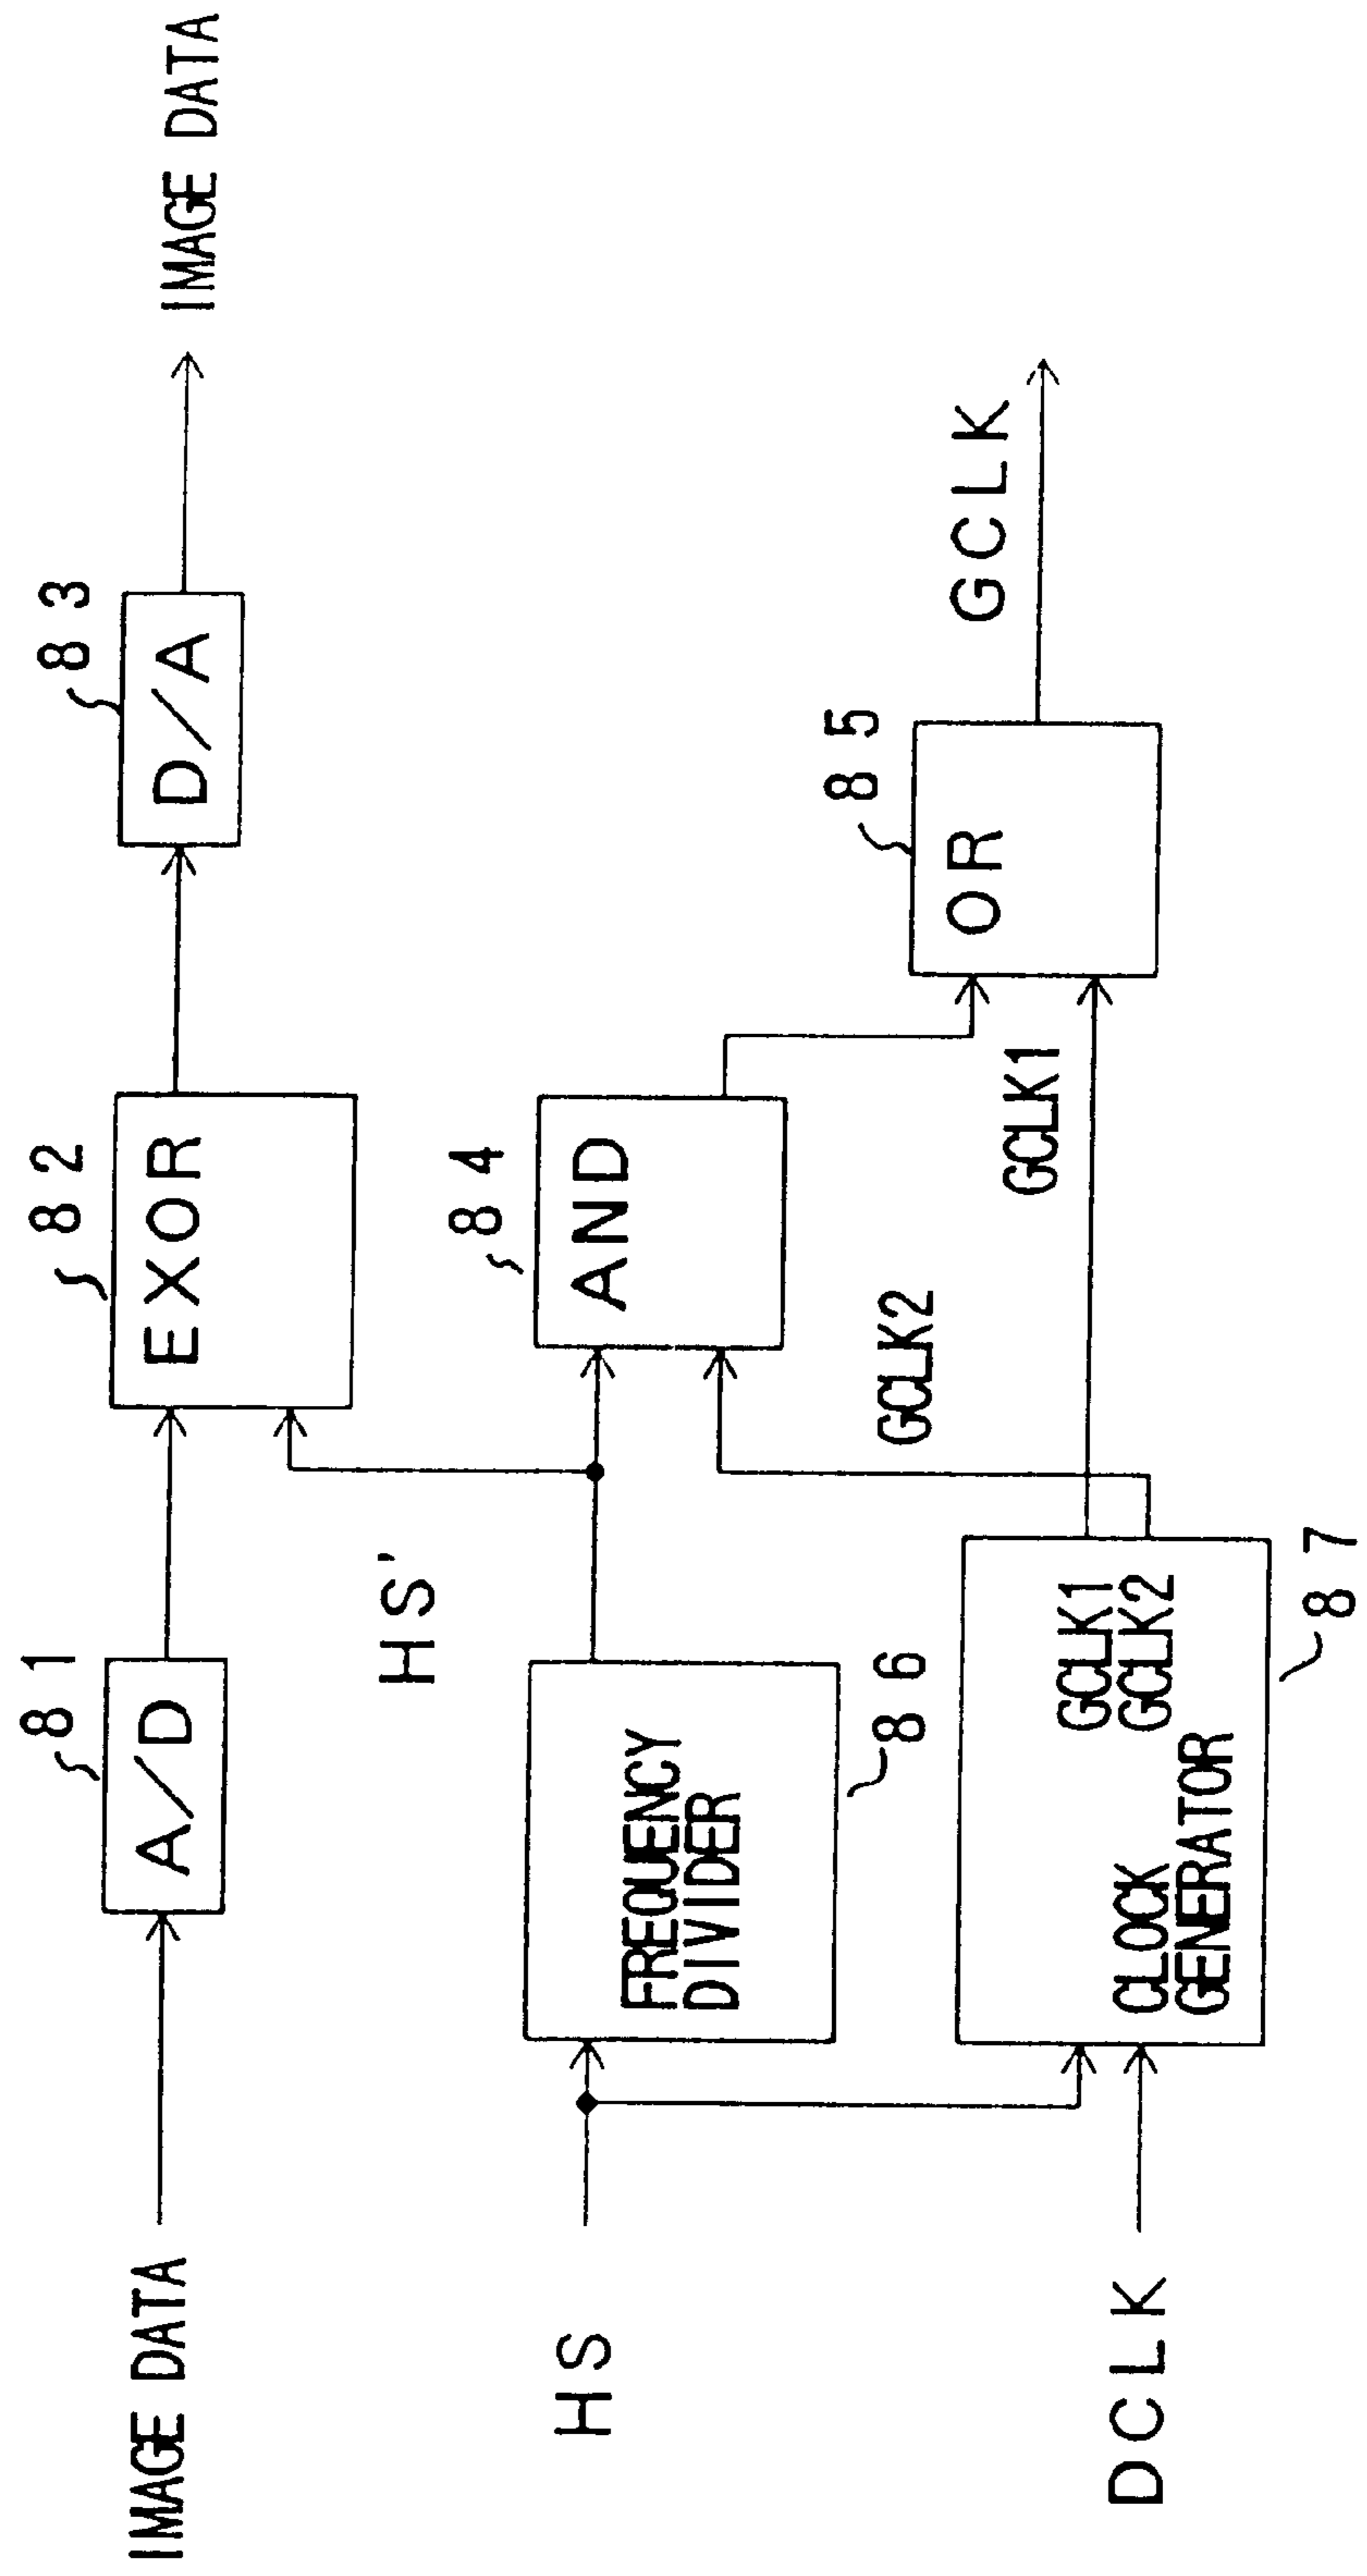 IMAGE DATA
81
A/D
82
EXOR
83
D/A
IMAGE DATA
HS'
HS
86
FREQUENCY
DIVIDER
84
AND
GCLK2
GCLK1
85
OR
GCLK
DCLK
87
CLOCK
GENERATOR
GCLK1
GCLK2